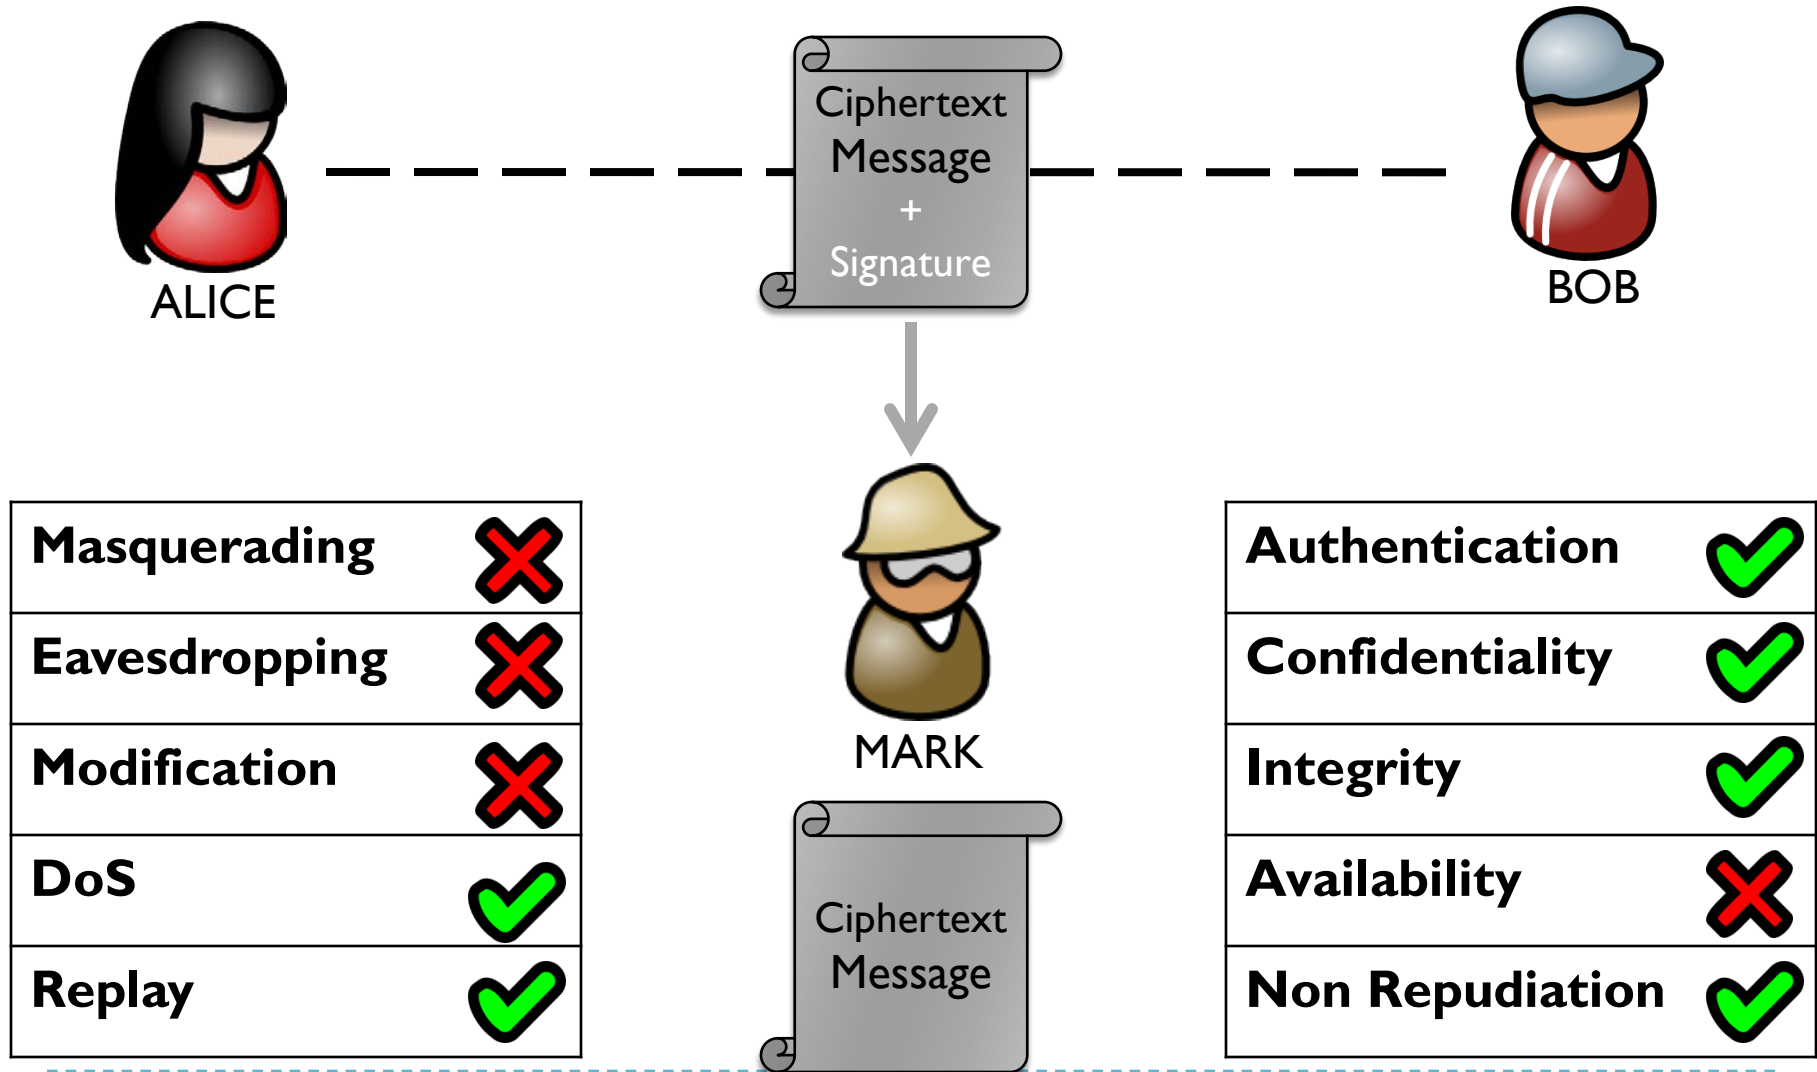 ALICE
Ciphertext
Message
+
Signature
BOB
MARK
Masquerading
Eavesdropping
Modification
DoS
Replay
Ciphertext
Message
Authentication
Confidentiality
Integrity
Availability
Non Repudiation